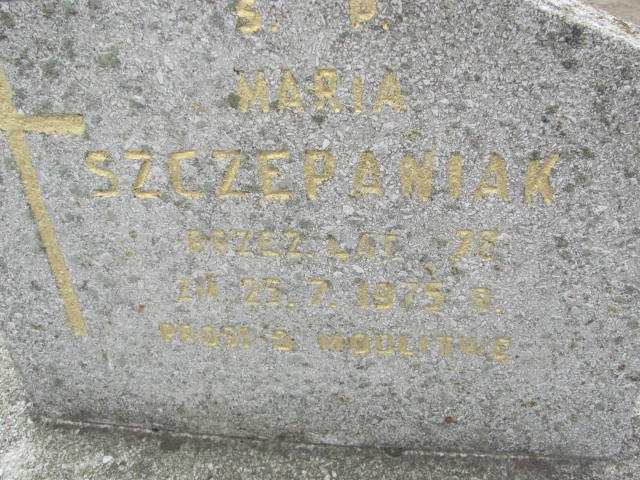 S. P.
MARIA
SZCZEPANIAK
PRZEZ. LAT 78
ZM. 25. 7. 1975 R.
PROSI O MODLITWĘ